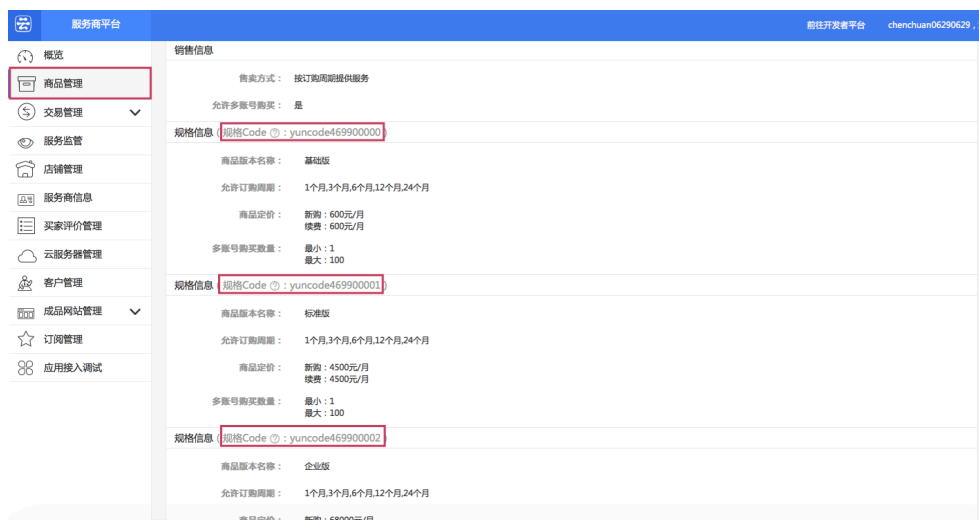 服务商平台
前往开发者平台 chenchuan06290629，
概览
商品管理
交易管理
服务监管
店铺管理
服务商信息
买家评价管理
云服务器管理
客户管理
成品网站管理
订阅管理
应用接入调试
销售信息
售卖方式： 按订购周期提供服务
允许多账号购买： 是
规格信息（规格Code ?：yuncode469900000）
商品版本名称： 基础版
允许订购周期： 1个月,3个月,6个月,12个月,24个月
商品定价： 新购：600元/月
续费：600元/月
多账号购买数量： 最小：1
最大：100
规格信息（规格Code ?：yuncode469900001）
商品版本名称： 标准版
允许订购周期： 1个月,3个月,6个月,12个月,24个月
商品定价： 新购：4500元/月
续费：4500元/月
多账号购买数量： 最小：1
最大：100
规格信息（规格Code ?：yuncode469900002）
商品版本名称： 企业版
允许订购周期： 1个月,3个月,6个月,12个月,24个月
商品定价： 新购：68000元/月